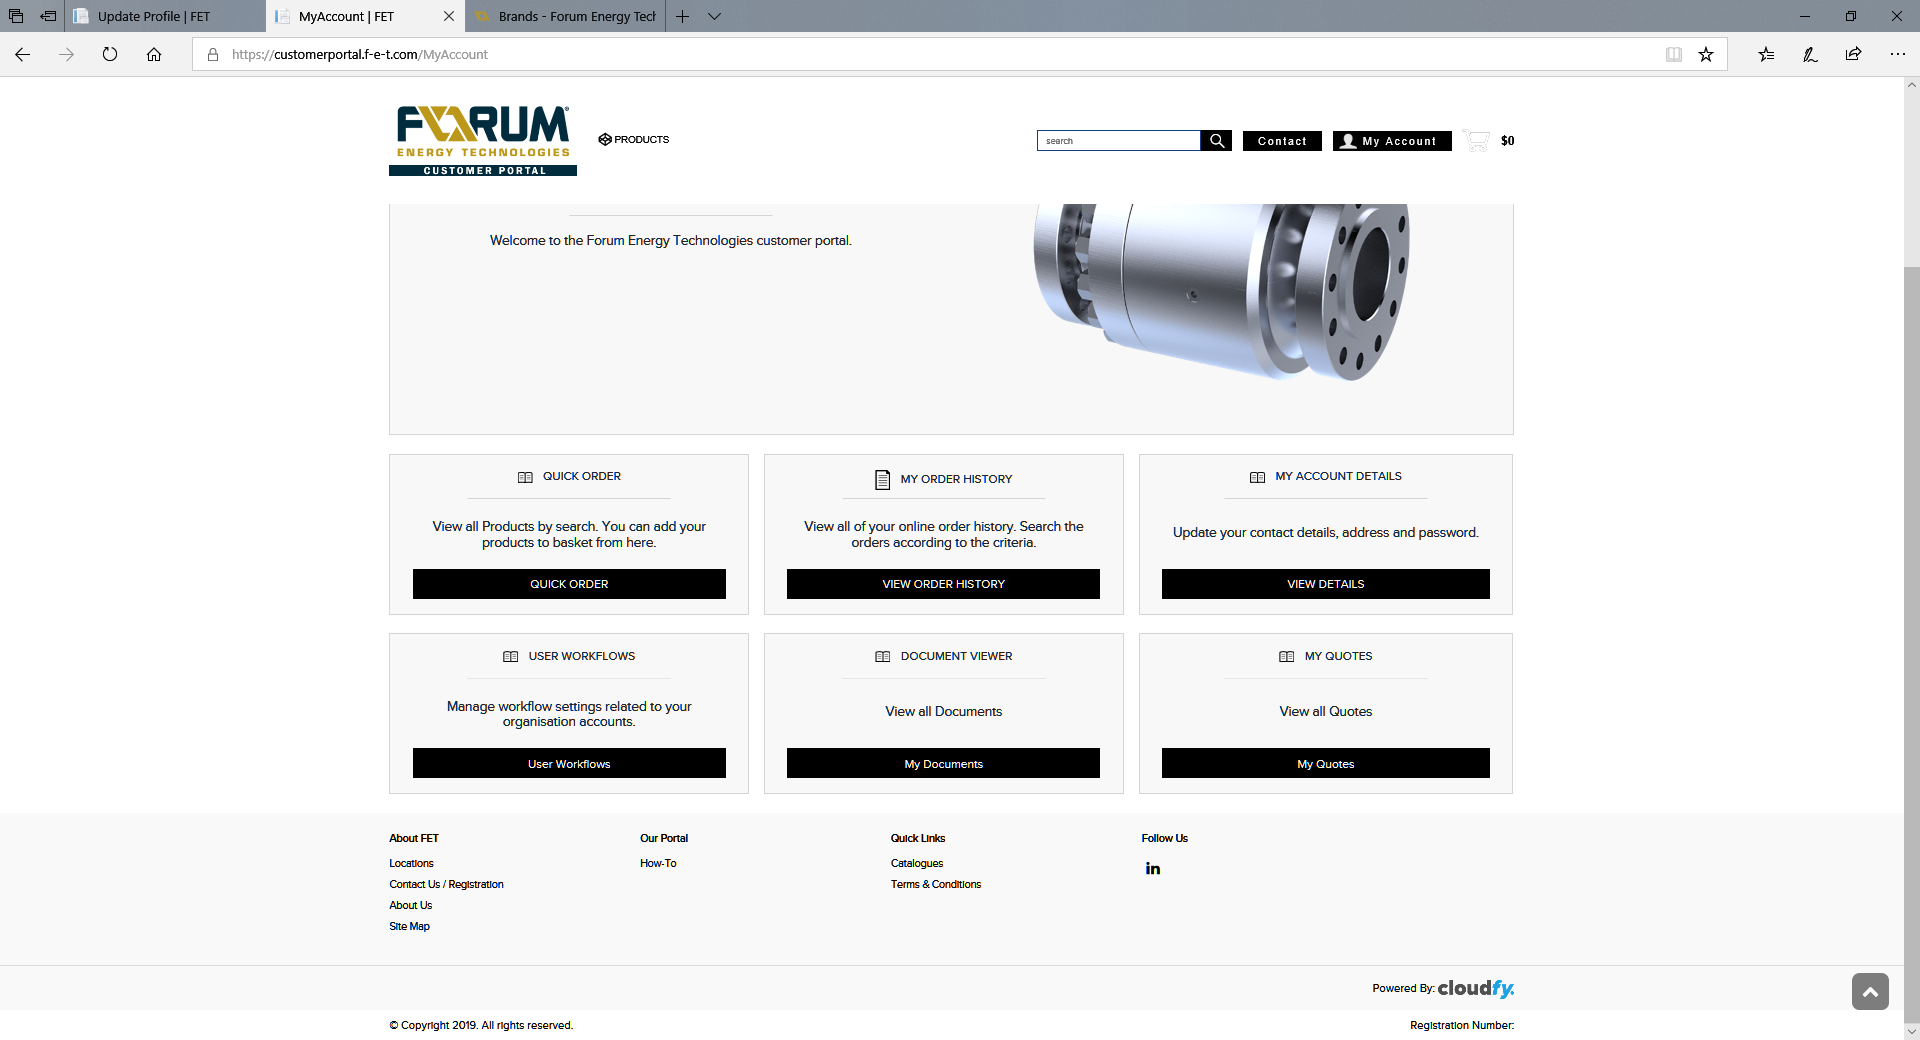 Update Profile | FET
MyAccount | FET
Brands - Forum Energy Tech
https://customerportal.f-e-t.com/MyAccount
FORUM
ENERGY TECHNOLOGIES
CUSTOMER PORTAL
PRODUCTS
search
Contact
My Account
$0
Welcome to the Forum Energy Technologies customer portal.
QUICK ORDER
View all Products by search. You can add your
products to basket from here.
QUICK ORDER
MY ORDER HISTORY
View all of your online order history. Search the
orders according to the criteria.
VIEW ORDER HISTORY
MY ACCOUNT DETAILS
Update your contact details, address and password.
VIEW DETAILS
USER WORKFLOWS
Manage workflow settings related to your
organisation accounts.
User Workflows
DOCUMENT VIEWER
View all Documents
My Documents
MY QUOTES
View all Quotes
My Quotes
About FET
Locations
Contact Us / Registration
About Us
Site Map
Our Portal
How-To
Quick Links
Catalogues
Terms & Conditions
Follow Us
in
Powered By: cloudfy.
© Copyright 2019. All rights reserved.
Registration Number: